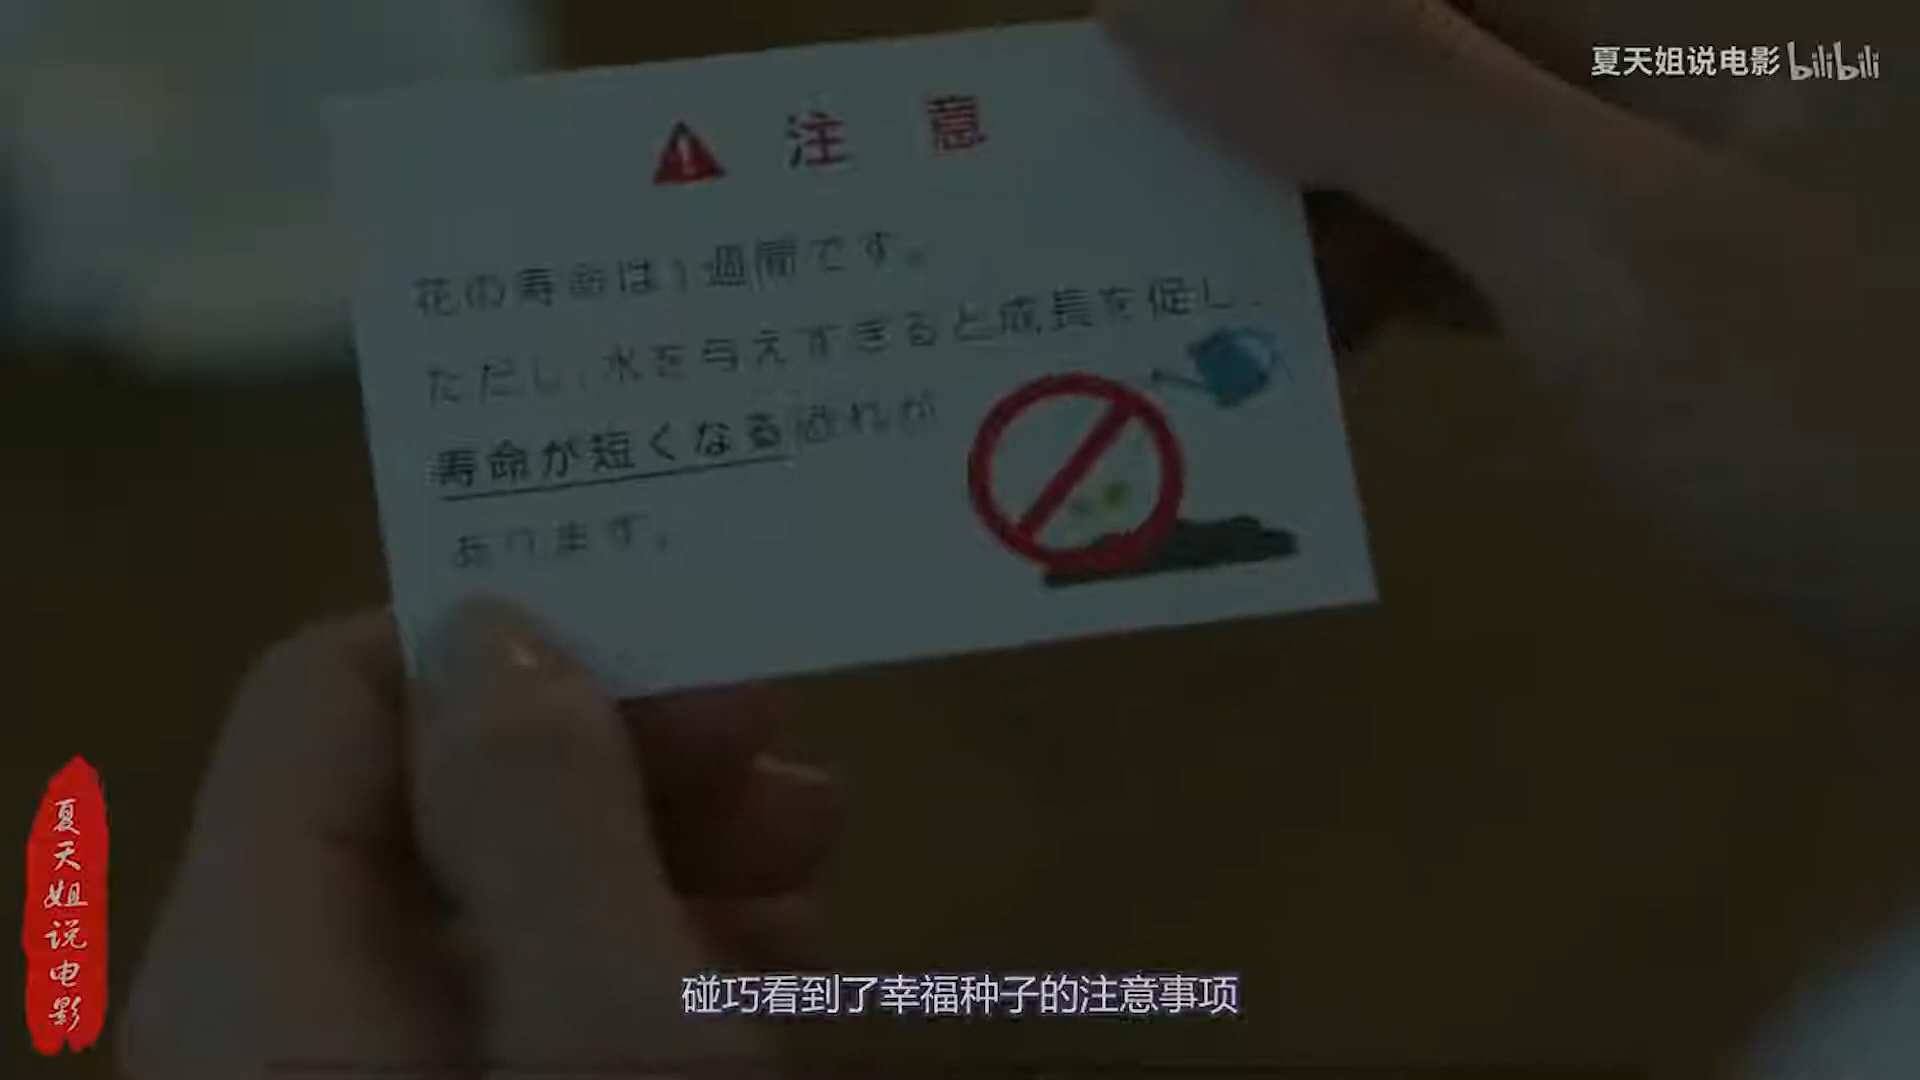 夏天姐说电影 bilibili
注 意
花の寿命は1週間です。
ただし、水を与えすぎると成長を促し、
寿命が短くなる恐れが
あります。
夏天姐说电影
碰巧看到了幸福种子的注意事项